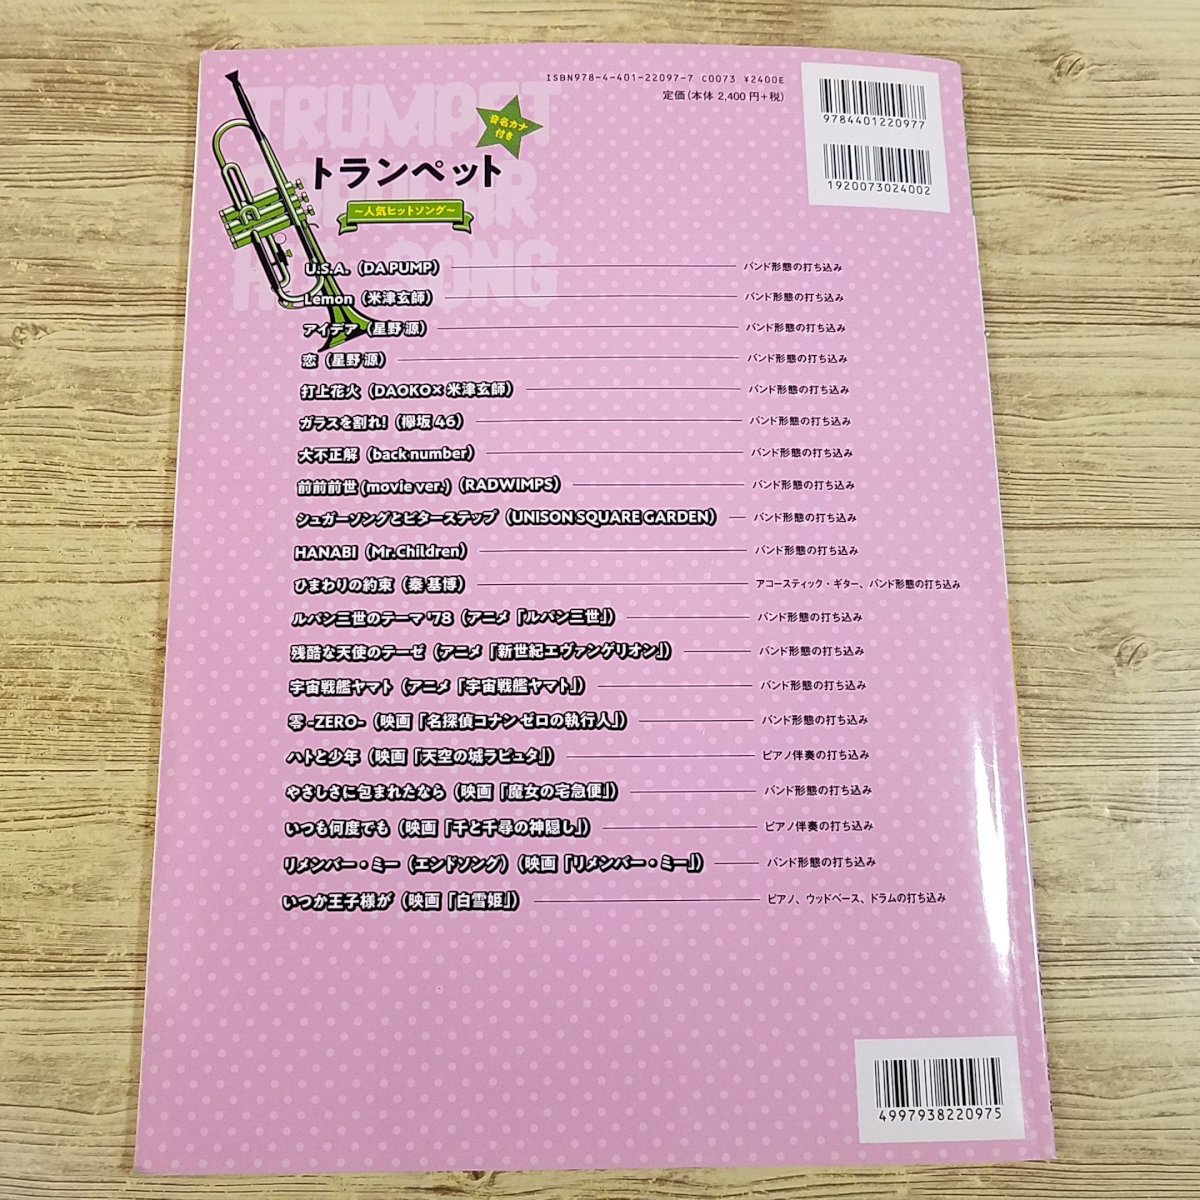 ISBN978-4-401-22097-7 C0073 ¥2400E
定価(本体 2,400円+税)
9784401220977
1920073024002
TRUMPET
POPULAR
HIT SONG
音名カナ
付き
トランペット
～人気ヒットソング～
U.S.A.（DA PUMP） バンド形態の打ち込み
Lemon（米津玄師） バンド形態の打ち込み
アイデア（星野 源） バンド形態の打ち込み
恋（星野 源） バンド形態の打ち込み
打上花火（DAOKO×米津玄師） バンド形態の打ち込み
ガラスを割れ!（欅坂46） バンド形態の打ち込み
大不正解（back number） バンド形態の打ち込み
前前前世 (movie ver.)（RADWIMPS） バンド形態の打ち込み
シュガーソングとビターステップ（UNISON SQUARE GARDEN） バンド形態の打ち込み
HANABI（Mr.Children） バンド形態の打ち込み
ひまわりの約束（秦 基博） アコースティック・ギター、バンド形態の打ち込み
ルパン三世のテーマ'78（アニメ「ルパン三世」） バンド形態の打ち込み
残酷な天使のテーゼ（アニメ「新世紀エヴァンゲリオン」） バンド形態の打ち込み
宇宙戦艦ヤマト（アニメ「宇宙戦艦ヤマト」） バンド形態の打ち込み
零 -ZERO-（映画「名探偵コナン ゼロの執行人」） バンド形態の打ち込み
ハトと少年（映画「天空の城ラピュタ」） ピアノ伴奏の打ち込み
やさしさに包まれたなら（映画「魔女の宅急便」） バンド形態の打ち込み
いつも何度でも（映画「千と千尋の神隠し」） ピアノ伴奏の打ち込み
リメンバー・ミー（エンドソング）（映画「リメンバー・ミー」） バンド形態の打ち込み
いつか王子様が（映画「白雪姫」） ピアノ、ウッドベース、ドラムの打ち込み
4997938220975